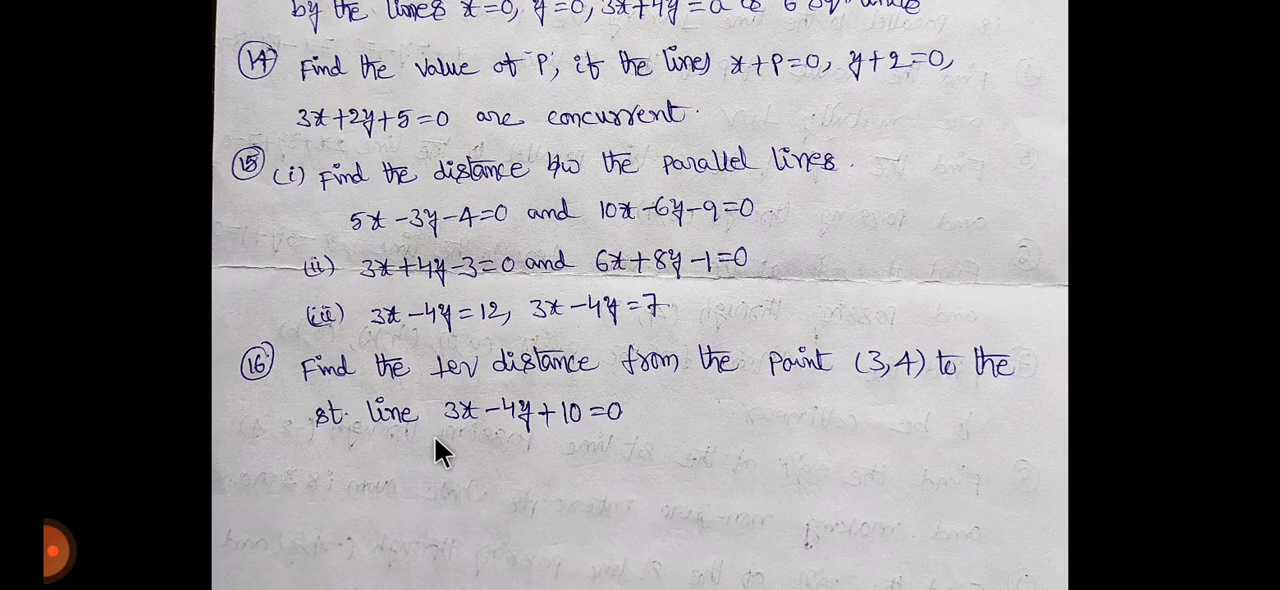 by the lines x=0, y=0, 3x+4y=a is 6
14 Find the value of 'P', if the lines x+P=0, y+2=0,
3x+2y+5=0 are concurrent.
15 (i) Find the distance b/w the parallel lines.
5x-3y-4=0 and 10x-6y-9=0
(ii) 3x+4y-3=0 and 6x+8y-1=0
(iii) 3x-4y=12, 3x-4y=7
16 Find the ter distance from the point (3,4) to the
st. line 3x-4y+10=0